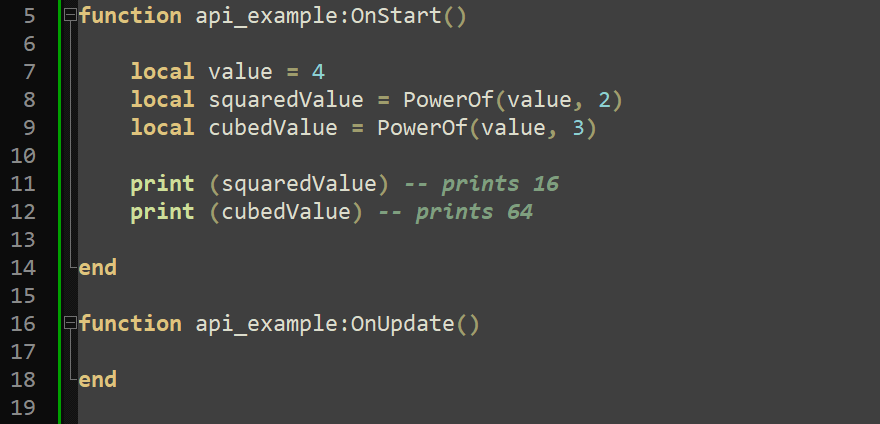 5 function api_example:OnStart()
6
7 local value = 4
8 local squaredValue = PowerOf(value, 2)
9 local cubedValue = PowerOf(value, 3)
10
11 print (squaredValue) -- prints 16
12 print (cubedValue) -- prints 64
13
14 end
15
16 function api_example:OnUpdate()
17
18 end
19